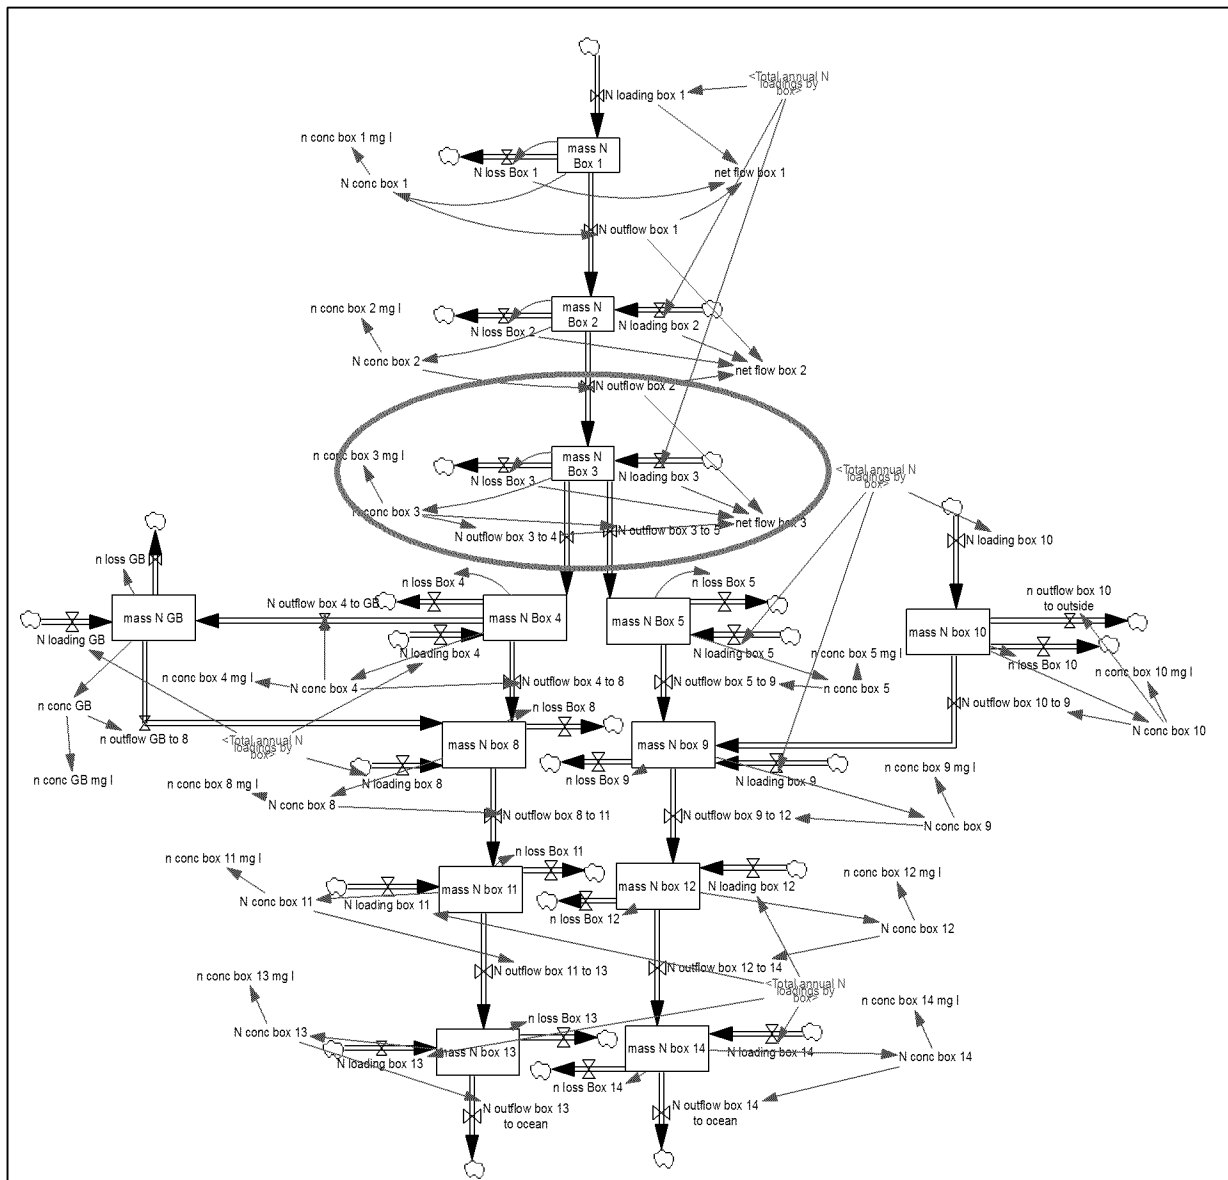 <Total annual N
loadings by
box>
N loading box 1
n conc box 1 mg l
mass N
Box 1
N loss Box 1
net flow box 1
N conc box 1
N outflow box 1
n conc box 2 mg l
mass N
Box 2
N loss Box 2
N loading box 2
N conc box 2
net flow box 2
N outflow box 2
n conc box 3 mg l
mass N
Box 3
N loss Box 3
N loading box 3
<Total annual N
loadings by
box>
N conc box 3
net flow box 3
N outflow box 3 to 4
N outflow box 3 to 5
N loading box 10
n loss GB
n loss Box 4
n loss Box 5
n outflow box 10
to outside
mass N GB
N outflow box 4 to GB
mass N Box 4
mass N Box 5
mass N box 10
N loading GB
N loading box 4
N loading box 5
n conc box 5 mg l
n loss Box 10
n conc box 10 mg l
n conc box 4 mg l
N conc box 4
N outflow box 4 to 8
N outflow box 5 to 9
n conc box 5
N outflow box 10 to 9
n conc GB
n loss Box 8
N conc box 10
n outflow GB to 8
<Total annual N
loadings by
box>
mass N box 8
mass N box 9
n conc GB mg l
n conc box 8 mg l
N loading box 8
n loss Box 9
N loading box 9
n conc box 9 mg l
N conc box 8
N outflow box 8 to 11
N outflow box 9 to 12
N conc box 9
n conc box 11 mg l
n loss Box 11
n conc box 12 mg l
mass N box 11
mass N box 12
N loading box 12
N conc box 11
N loading box 11
n loss Box 12
N conc box 12
n conc box 13 mg l
N outflow box 11 to 13
N outflow box 12 to 14
<Total annual N
loadings by
box>
n conc box 14 mg l
n loss Box 13
N conc box 13
mass N box 13
mass N box 14
N loading box 14
N conc box 14
N loading box 13
n loss Box 14
N outflow box 13
to ocean
N outflow box 14
to ocean